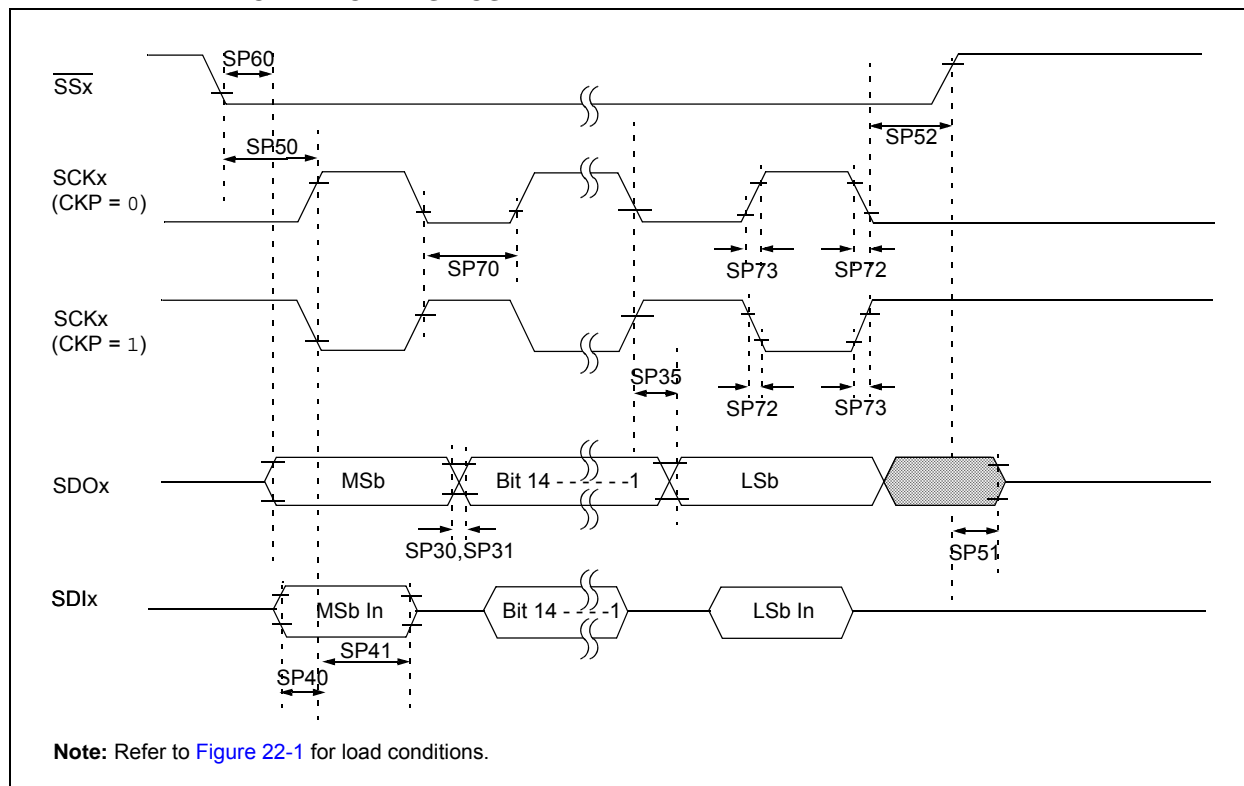 SP60
SSx
SP50
SP52
SCKx
(CKP = 0)
SP70
SP73
SP72
SCKx
(CKP = 1)
SP35
SP72
SP73
SDOx
MSb
Bit 14 - - - - - -1
LSb
SP30,SP31
SP51
SDIx
MSb In
Bit 14 - - - -1
LSb In
SP41
SP40
Note: Refer to Figure 22-1 for load conditions.